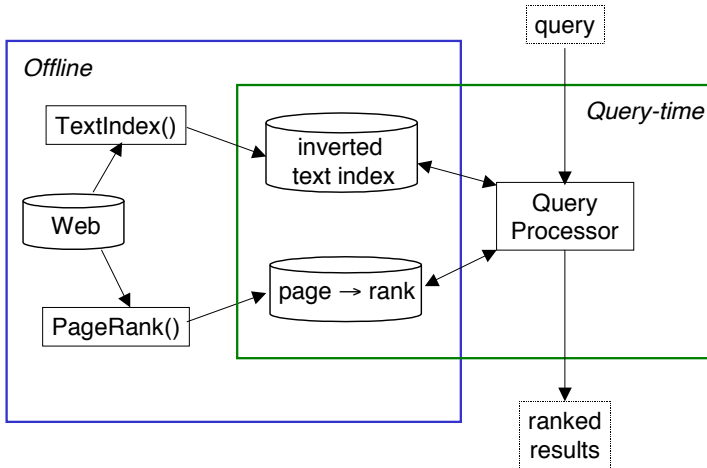 query
Offline
Query-time
TextIndex()
inverted
text index
Web
Query
Processor
page → rank
PageRank()
ranked
results